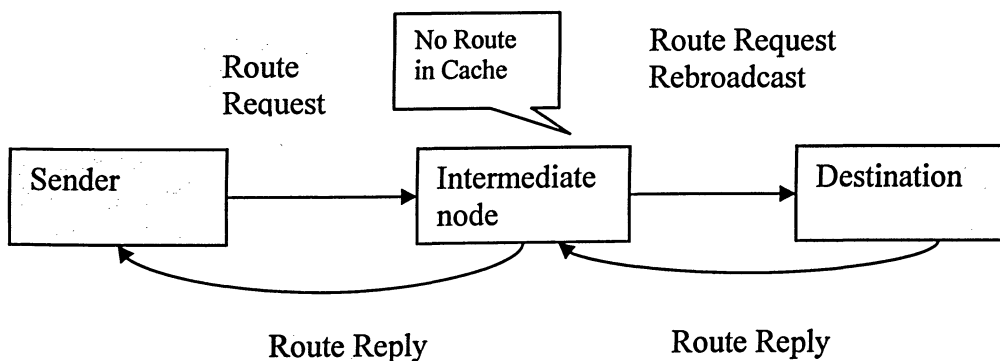 No Route
in Cache
Route Request
Rebroadcast
Route
Request
Sender
Intermediate
node
Destination
Route Reply
Route Reply